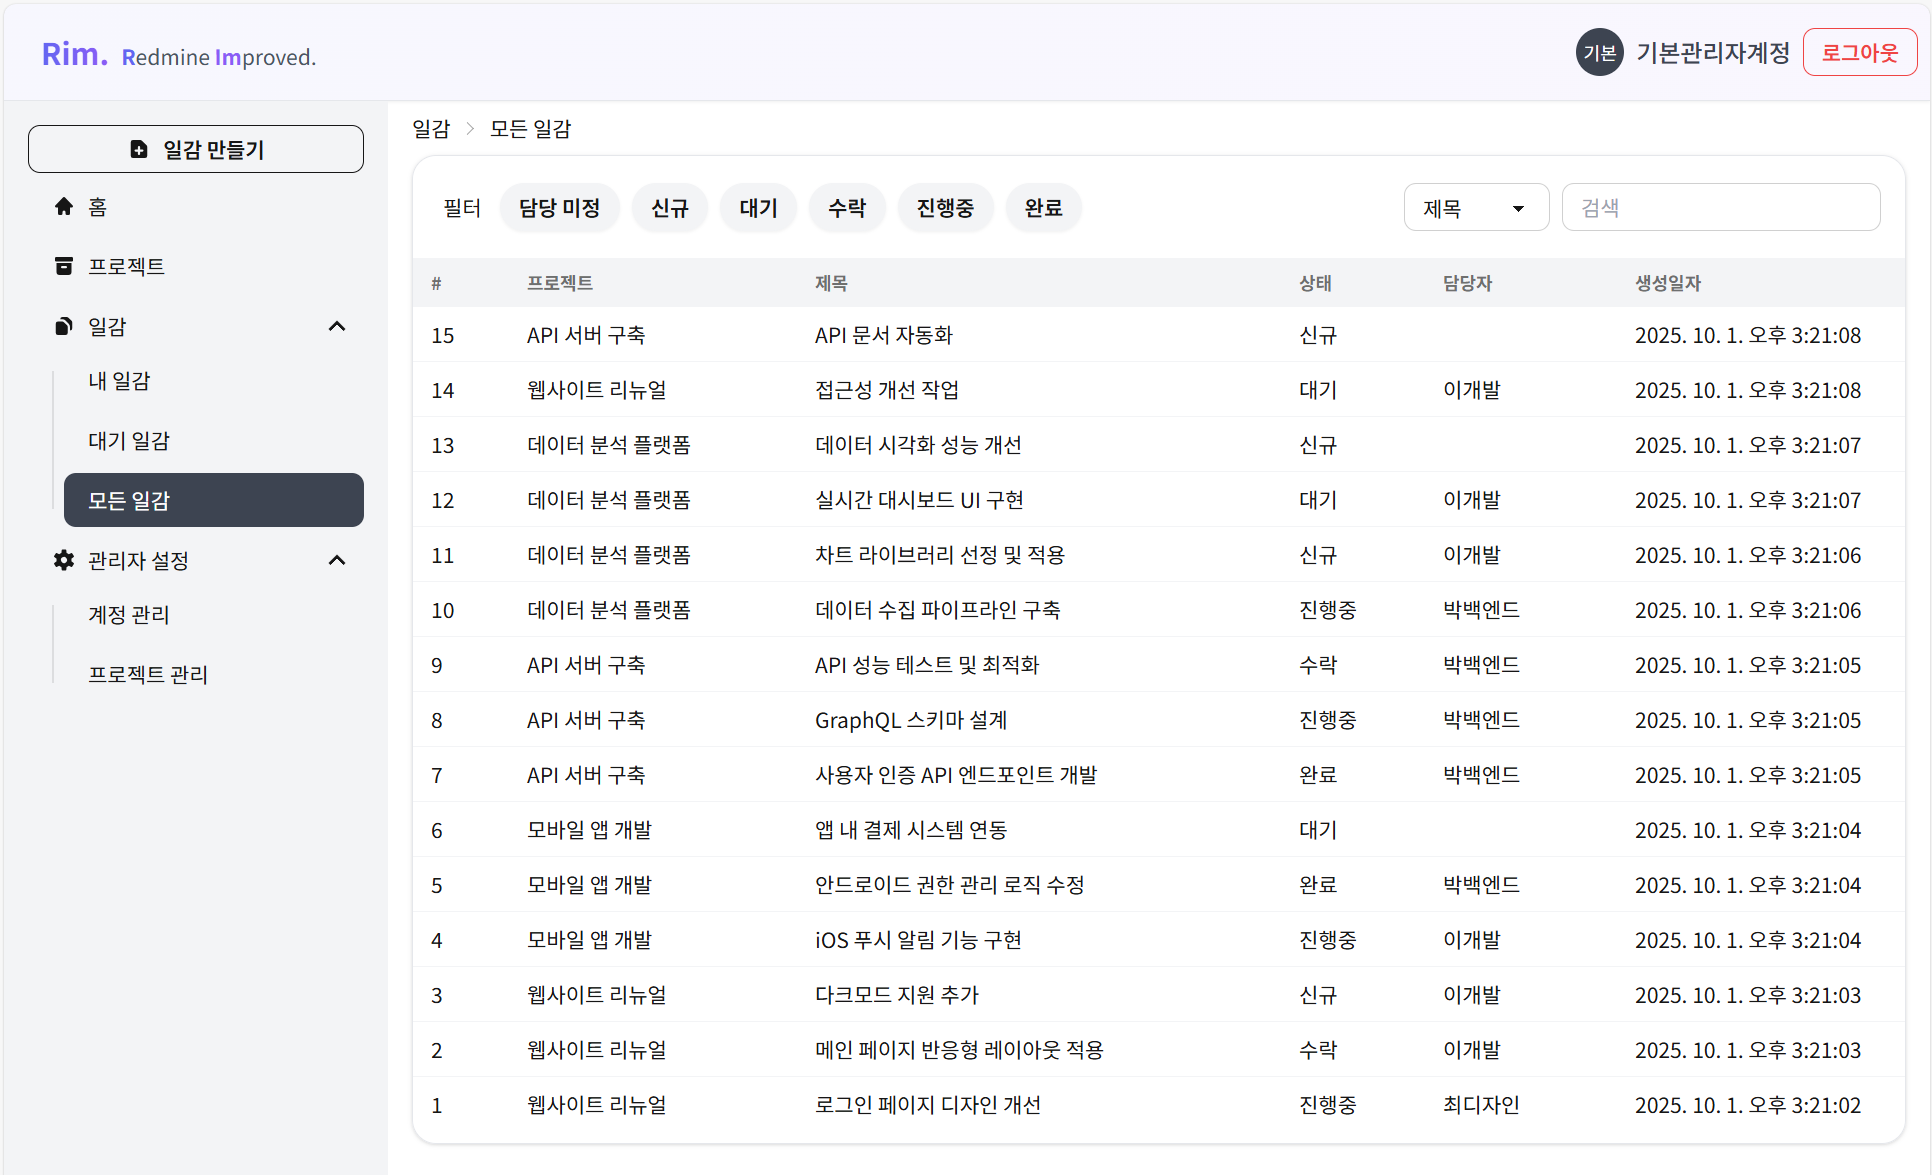 Rim. Redmine Improved.
기본 기본관리자계정 로그아웃
일감 만들기
홈
프로젝트
일감
내 일감
대기 일감
모든 일감
관리자 설정
계정 관리
프로젝트 관리
일감 > 모든 일감
필터 담당 미정 신규 대기 수락 진행중 완료 제목 검색
# 프로젝트 제목 상태 담당자 생성일자
15 API 서버 구축 API 문서 자동화 신규 2025. 10. 1. 오후 3:21:08
14 웹사이트 리뉴얼 접근성 개선 작업 대기 이개발 2025. 10. 1. 오후 3:21:08
13 데이터 분석 플랫폼 데이터 시각화 성능 개선 신규 2025. 10. 1. 오후 3:21:07
12 데이터 분석 플랫폼 실시간 대시보드 UI 구현 대기 이개발 2025. 10. 1. 오후 3:21:07
11 데이터 분석 플랫폼 차트 라이브러리 선정 및 적용 신규 이개발 2025. 10. 1. 오후 3:21:06
10 데이터 분석 플랫폼 데이터 수집 파이프라인 구축 진행중 박백엔드 2025. 10. 1. 오후 3:21:06
9 API 서버 구축 API 성능 테스트 및 최적화 수락 박백엔드 2025. 10. 1. 오후 3:21:05
8 API 서버 구축 GraphQL 스키마 설계 진행중 박백엔드 2025. 10. 1. 오후 3:21:05
7 API 서버 구축 사용자 인증 API 엔드포인트 개발 완료 박백엔드 2025. 10. 1. 오후 3:21:05
6 모바일 앱 개발 앱 내 결제 시스템 연동 대기 2025. 10. 1. 오후 3:21:04
5 모바일 앱 개발 안드로이드 권한 관리 로직 수정 완료 박백엔드 2025. 10. 1. 오후 3:21:04
4 모바일 앱 개발 iOS 푸시 알림 기능 구현 진행중 이개발 2025. 10. 1. 오후 3:21:04
3 웹사이트 리뉴얼 다크모드 지원 추가 신규 이개발 2025. 10. 1. 오후 3:21:03
2 웹사이트 리뉴얼 메인 페이지 반응형 레이아웃 적용 수락 이개발 2025. 10. 1. 오후 3:21:03
1 웹사이트 리뉴얼 로그인 페이지 디자인 개선 진행중 최디자인 2025. 10. 1. 오후 3:21:02